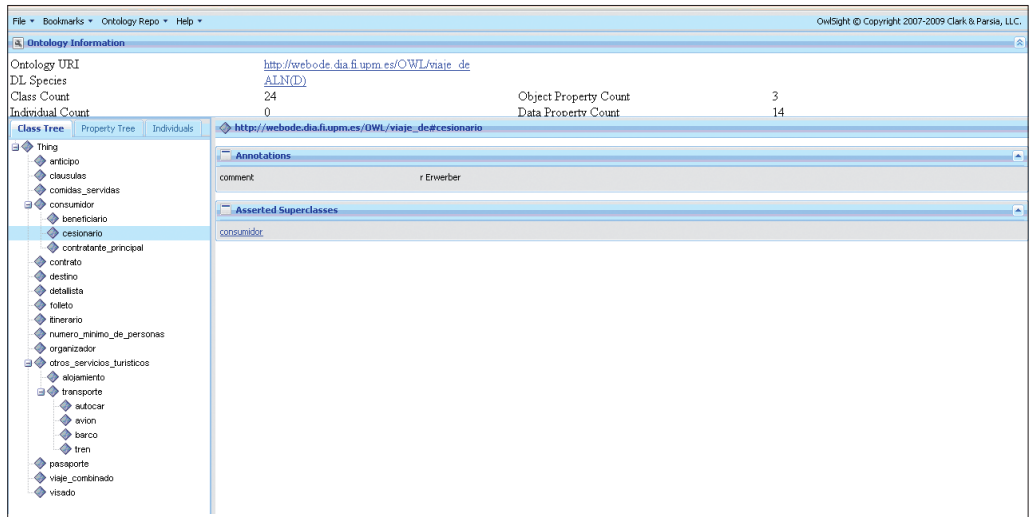 File Bookmarks Ontology Repo Help OwlSight © Copyright 2007-2009 Clark & Parsia, LLC.
Ontology Information
Ontology URI http://webode.dia.fi.upm.es/OWL/viaje_de
DL Species ALN(D)
Class Count 24 Object Property Count 3
Individual Count 0 Data Property Count 14
Class Tree Property Tree Individuals
http://webode.dia.fi.upm.es/OWL/viaje_de#cesionario
Thing
anticipo
clausulas
comidas_servidas
consumidor
beneficiario
cesionario
contratante_principal
contrato
destino
detallista
folleto
itinerario
numero_minimo_de_personas
organizador
otros_servicios_turisticos
alojamiento
transporte
autocar
avion
barco
tren
pasaporte
viaje_combinado
visado
Annotations
comment r Erwerber
Asserted Superclasses
consumidor